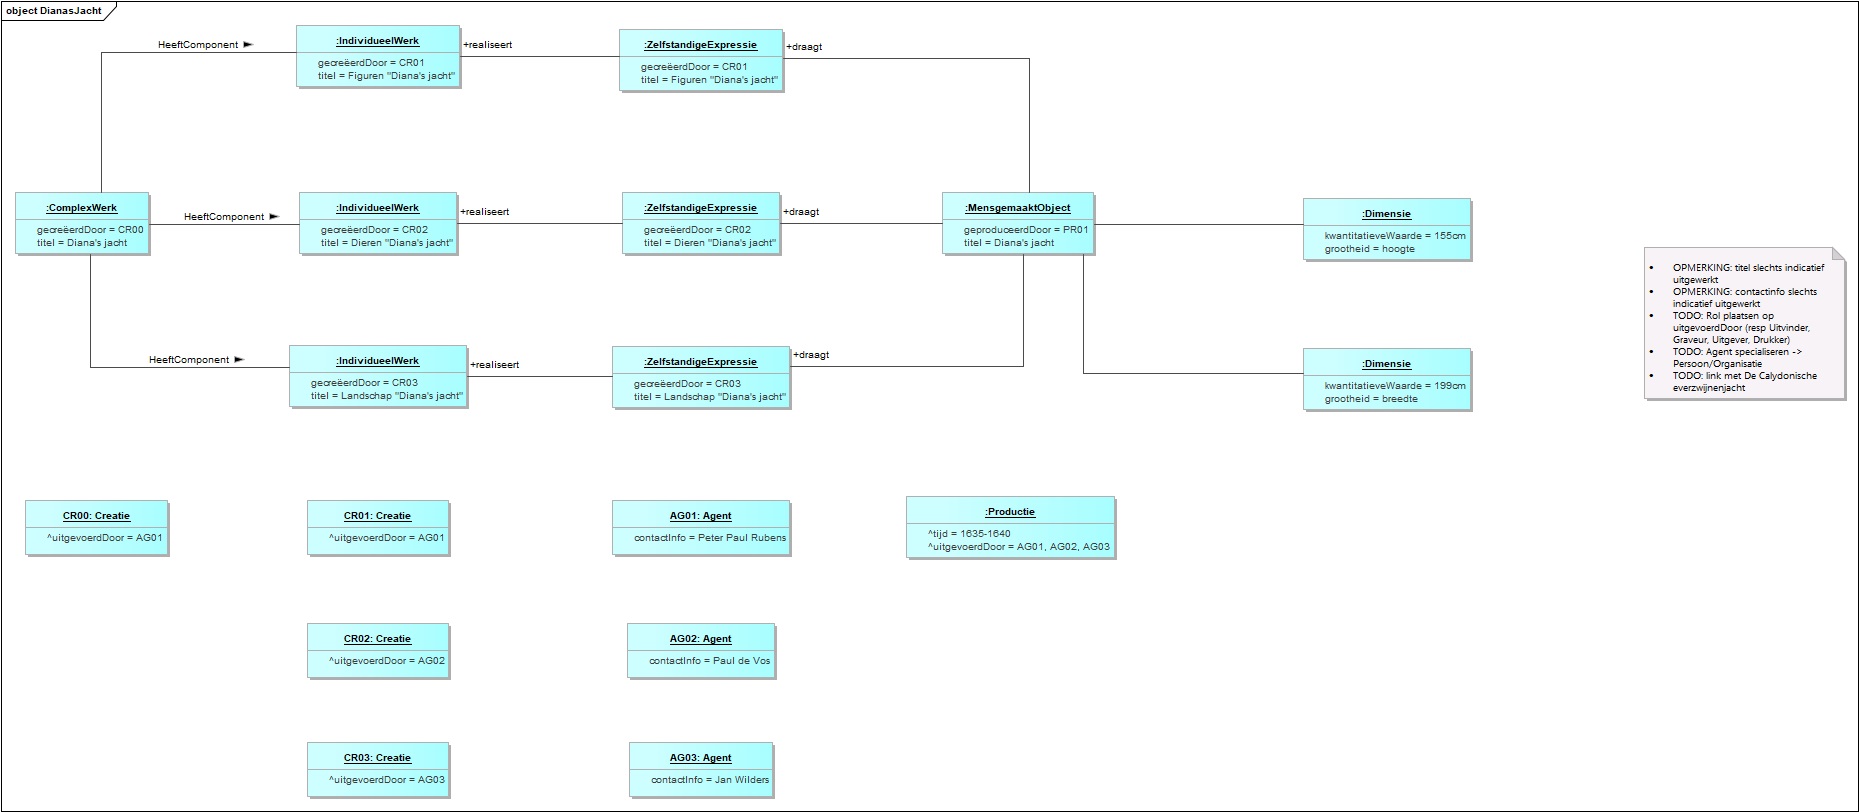 object DianasJacht
HeeftComponent
:IndividueelWerk
gecreëerdDoor = CR01
titel = Figuren "Diana's jacht"
+realiseert
:ZelfstandigeExpressie
gecreëerdDoor = CR01
titel = Figuren "Diana's jacht"
+draagt
:ComplexWerk
gecreëerdDoor = CR00
titel = Diana's jacht
HeeftComponent
:IndividueelWerk
gecreëerdDoor = CR02
titel = Dieren "Diana's jacht"
+realiseert
:ZelfstandigeExpressie
gecreëerdDoor = CR02
titel = Dieren "Diana's jacht"
+draagt
:MensgemaaktObject
geproduceerdDoor = PR01
titel = Diana's jacht
:Dimensie
kwantitatieveWaarde = 155cm
grootheid = hoogte
• OPMERKING: titel slechts indicatief
uitgewerkt
• OPMERKING: contactinfo slechts
indicatief uitgewerkt
• TODO: Rol plaatsen op
uitgevoerdDoor (resp Uitvinder,
Graveur, Uitgever, Drukker)
• TODO: Agent specialiseren ->
Persoon/Organisatie
• TODO: link met De Calydonische
everzwijnenjacht
HeeftComponent
:IndividueelWerk
gecreëerdDoor = CR03
titel = Landschap "Diana's jacht"
+realiseert
:ZelfstandigeExpressie
gecreëerdDoor = CR03
titel = Landschap "Diana's jacht"
+draagt
:Dimensie
kwantitatieveWaarde = 199cm
grootheid = breedte
CR00: Creatie
^uitgevoerdDoor = AG01
CR01: Creatie
^uitgevoerdDoor = AG01
AG01: Agent
contactInfo = Peter Paul Rubens
:Productie
^tijd = 1635-1640
^uitgevoerdDoor = AG01, AG02, AG03
CR02: Creatie
^uitgevoerdDoor = AG02
AG02: Agent
contactInfo = Paul de Vos
CR03: Creatie
^uitgevoerdDoor = AG03
AG03: Agent
contactInfo = Jan Wilders